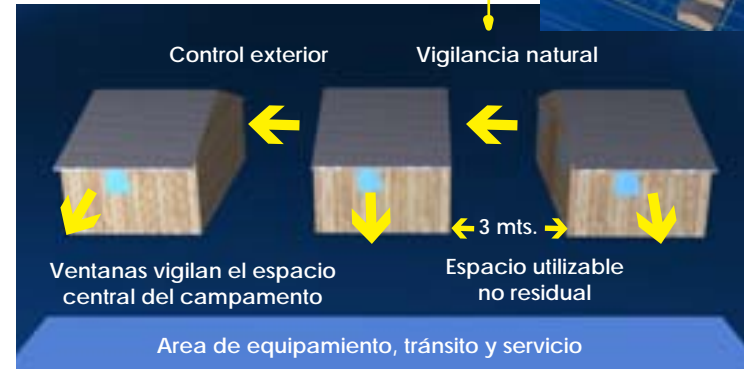 Control exterior
Vigilancia natural
3 mts.
Ventanas vigilan el espacio
central del campamento
Espacio utilizable
no residual
Area de equipamiento, tránsito y servicio